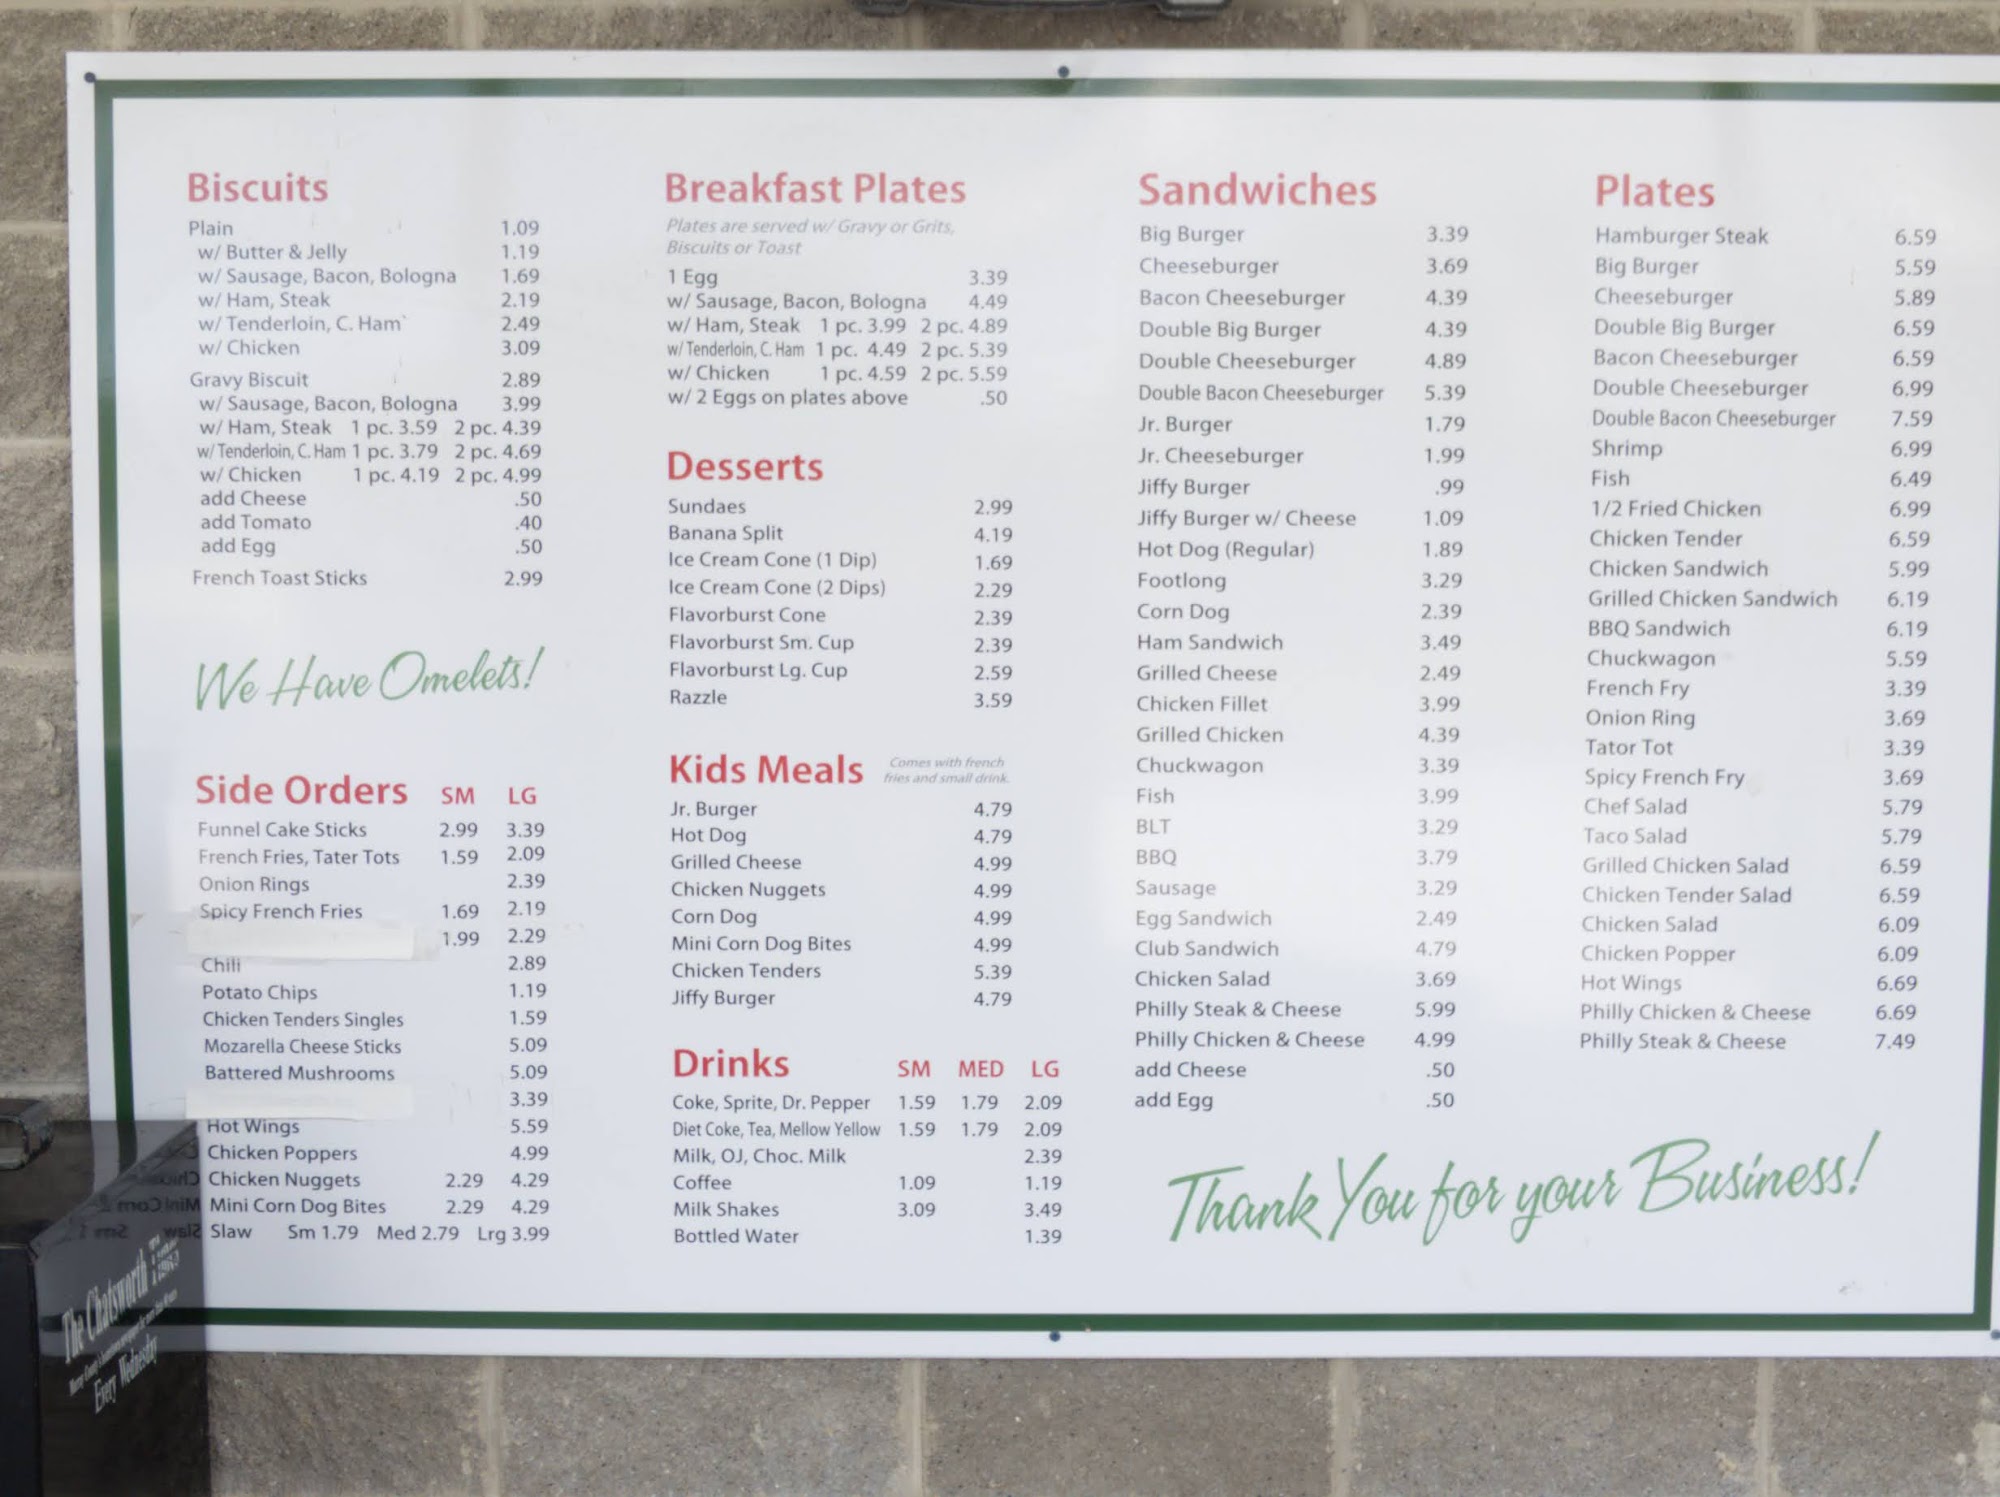 Biscuits
Plain 1.09
w/ Butter & Jelly 1.19
w/ Sausage, Bacon, Bologna 1.69
w/ Ham, Steak 2.19
w/ Tenderloin, C. Ham 2.49
w/ Chicken 3.09
Gravy Biscuit 2.89
w/ Sausage, Bacon, Bologna 3.99
w/ Ham, Steak 1 pc. 3.59 2 pc. 4.39
w/ Tenderloin, C. Ham 1 pc. 3.79 2 pc. 4.69
w/ Chicken 1 pc. 4.19 2 pc. 4.99
add Cheese .50
add Tomato .40
add Egg .50
French Toast Sticks 2.99
We Have Omelets!
Side Orders SM LG
Funnel Cake Sticks 2.99 3.39
French Fries, Tater Tots 1.59 2.09
Onion Rings 2.39
Spicy French Fries 1.69 2.19
1.99 2.29
Chili 2.89
Potato Chips 1.19
Chicken Tenders Singles 1.59
Mozarella Cheese Sticks 5.09
Battered Mushrooms 5.09
3.39
Hot Wings 5.59
Chicken Poppers 4.99
Chicken Nuggets 2.29 4.29
Mini Corn Dog Bites 2.29 4.29
Slaw Sm 1.79 Med 2.79 Lrg 3.99
Breakfast Plates
Plates are served w/ Gravy or Grits,
Biscuits or Toast
1 Egg 3.39
w/ Sausage, Bacon, Bologna 4.49
w/ Ham, Steak 1 pc. 3.99 2 pc. 4.89
w/ Tenderloin, C. Ham 1 pc. 4.49 2 pc. 5.39
w/ Chicken 1 pc. 4.59 2 pc. 5.59
w/ 2 Eggs on plates above .50
Desserts
Sundaes 2.99
Banana Split 4.19
Ice Cream Cone (1 Dip) 1.69
Ice Cream Cone (2 Dips) 2.29
Flavorburst Cone 2.39
Flavorburst Sm. Cup 2.39
Flavorburst Lg. Cup 2.59
Razzle 3.59
Kids Meals
Comes with french
fries and small drink.
Jr. Burger 4.79
Hot Dog 4.79
Grilled Cheese 4.99
Chicken Nuggets 4.99
Corn Dog 4.99
Mini Corn Dog Bites 4.99
Chicken Tenders 5.39
Jiffy Burger 4.79
Drinks SM MED LG
Coke, Sprite, Dr. Pepper 1.59 1.79 2.09
Diet Coke, Tea, Mellow Yellow 1.59 1.79 2.09
Milk, OJ, Choc. Milk 2.39
Coffee 1.09 1.19
Milk Shakes 3.09 3.49
Bottled Water 1.39
Sandwiches
Big Burger 3.39
Cheeseburger 3.69
Bacon Cheeseburger 4.39
Double Big Burger 4.39
Double Cheeseburger 4.89
Double Bacon Cheeseburger 5.39
Jr. Burger 1.79
Jr. Cheeseburger 1.99
Jiffy Burger .99
Jiffy Burger w/ Cheese 1.09
Hot Dog (Regular) 1.89
Footlong 3.29
Corn Dog 2.39
Ham Sandwich 3.49
Grilled Cheese 2.49
Chicken Fillet 3.99
Grilled Chicken 4.39
Chuckwagon 3.39
Fish 3.99
BLT 3.29
BBQ 3.79
Sausage 3.29
Egg Sandwich 2.49
Club Sandwich 4.79
Chicken Salad 3.69
Philly Steak & Cheese 5.99
Philly Chicken & Cheese 4.99
add Cheese .50
add Egg .50
Plates
Hamburger Steak 6.59
Big Burger 5.59
Cheeseburger 5.89
Double Big Burger 6.59
Bacon Cheeseburger 6.59
Double Cheeseburger 6.99
Double Bacon Cheeseburger 7.59
Shrimp 6.99
Fish 6.49
1/2 Fried Chicken 6.99
Chicken Tender 6.59
Chicken Sandwich 5.99
Grilled Chicken Sandwich 6.19
BBQ Sandwich 6.19
Chuckwagon 5.59
French Fry 3.39
Onion Ring 3.69
Tator Tot 3.39
Spicy French Fry 3.69
Chef Salad 5.79
Taco Salad 5.79
Grilled Chicken Salad 6.59
Chicken Tender Salad 6.59
Chicken Salad 6.09
Chicken Popper 6.09
Hot Wings 6.69
Philly Chicken & Cheese 6.69
Philly Steak & Cheese 7.49
Thank You for your Business!
The Chatsworth Times
Every Wednesday